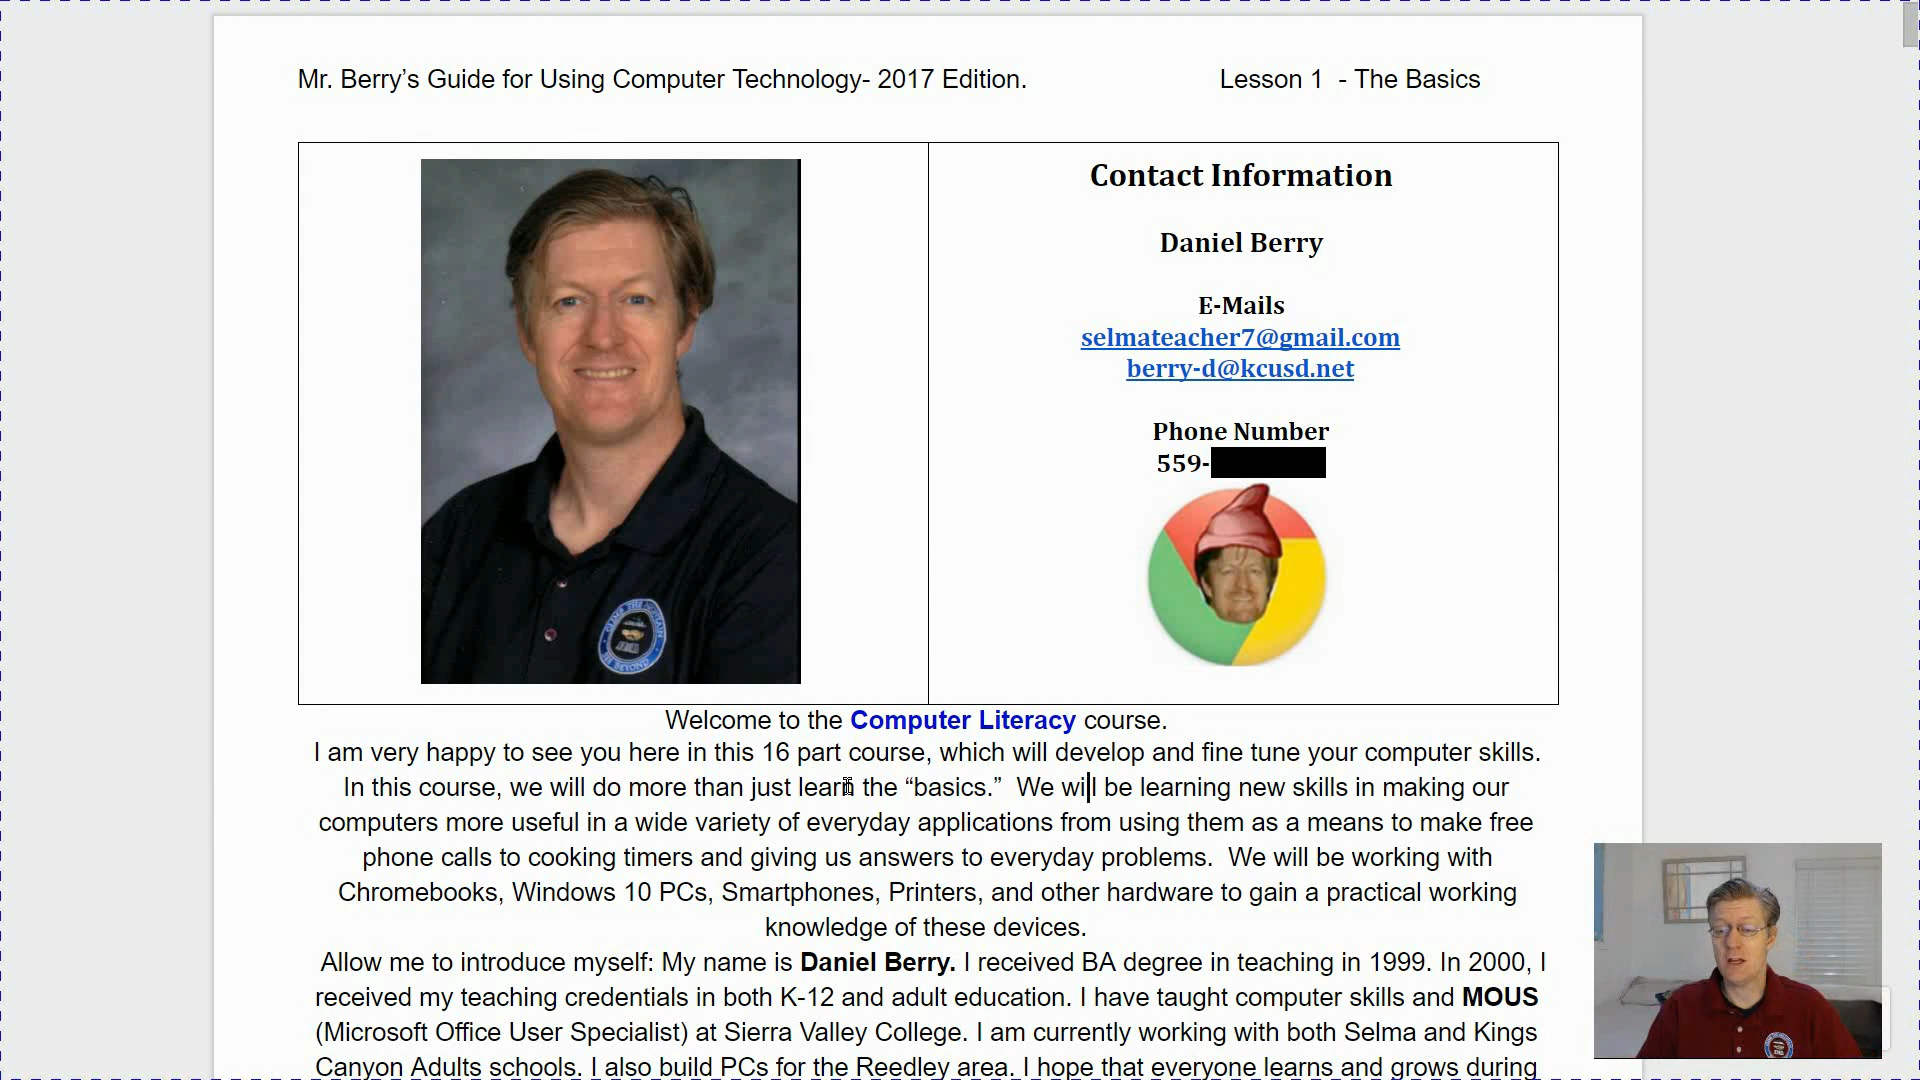 Mr. Berry’s Guide for Using Computer Technology- 2017 Edition. Lesson 1 - The Basics
Contact Information
Daniel Berry
E-Mails
selmateacher7@gmail.com
berry-d@kcusd.net
Phone Number
559-
Welcome to the Computer Literacy course.
I am very happy to see you here in this 16 part course, which will develop and fine tune your computer skills.
In this course, we will do more than just learn the “basics.” We will be learning new skills in making our
computers more useful in a wide variety of everyday applications from using them as a means to make free
phone calls to cooking timers and giving us answers to everyday problems. We will be working with
Chromebooks, Windows 10 PCs, Smartphones, Printers, and other hardware to gain a practical working
knowledge of these devices.
Allow me to introduce myself: My name is Daniel Berry. I received BA degree in teaching in 1999. In 2000, I
received my teaching credentials in both K-12 and adult education. I have taught computer skills and MOUS
(Microsoft Office User Specialist) at Sierra Valley College. I am currently working with both Selma and Kings
Canyon Adults schools. I also build PCs for the Reedley area. I hope that everyone learns and grows during